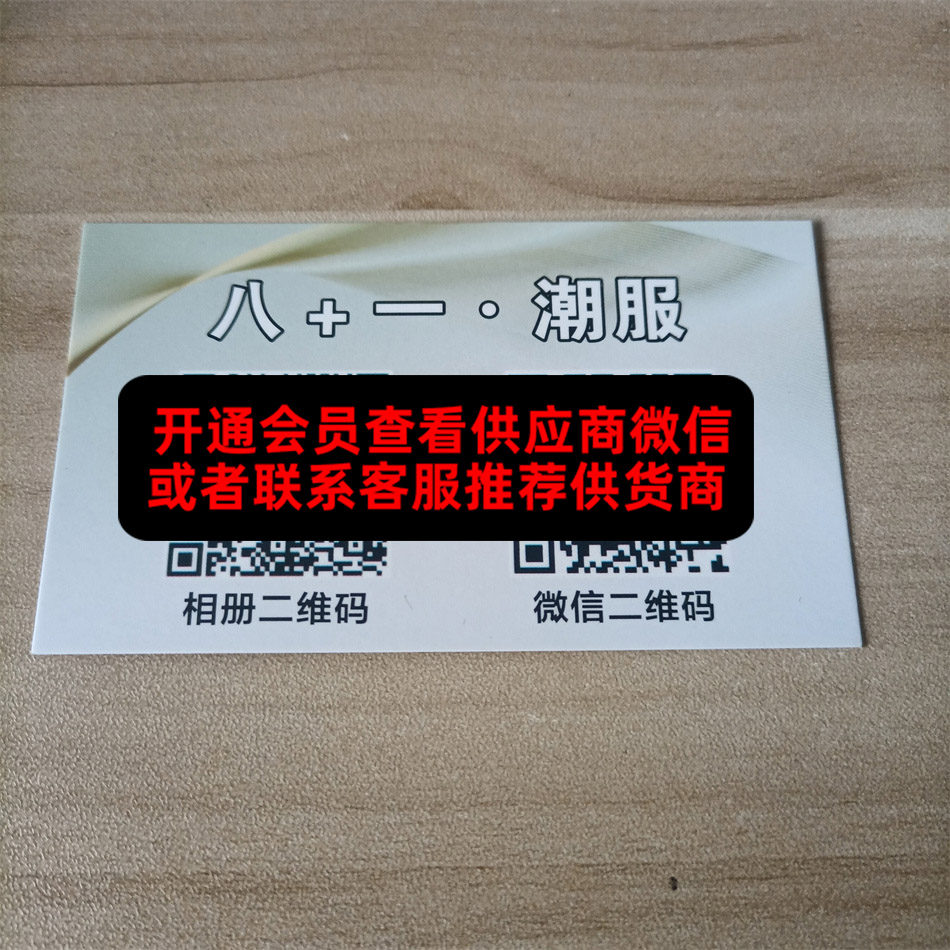 八+一·潮服
开通会员查看供应商微信
或者联系客服推荐供货商
相册二维码
微信二维码